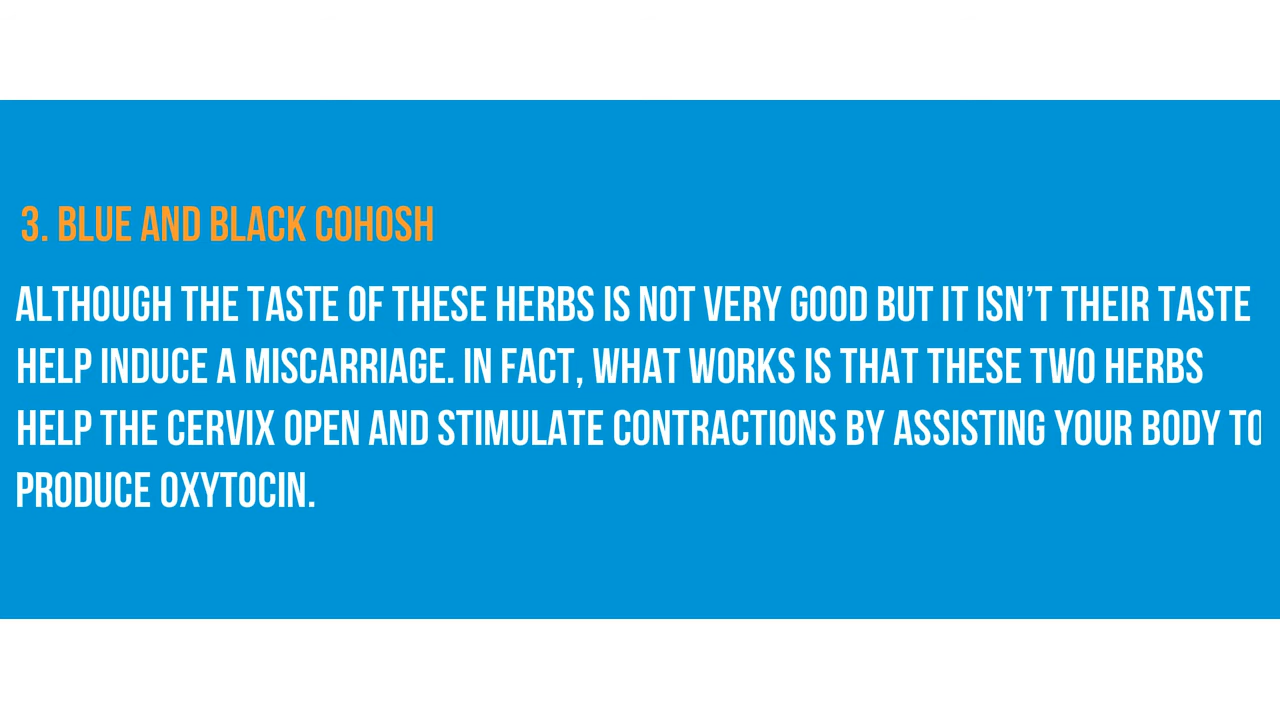 3. BLUE AND BLACK COHOSH
ALTHOUGH THE TASTE OF THESE HERBS IS NOT VERY GOOD BUT IT ISN’T THEIR TASTE
HELP INDUCE A MISCARRIAGE. IN FACT, WHAT WORKS IS THAT THESE TWO HERBS
HELP THE CERVIX OPEN AND STIMULATE CONTRACTIONS BY ASSISTING YOUR BODY TO
PRODUCE OXYTOCIN.